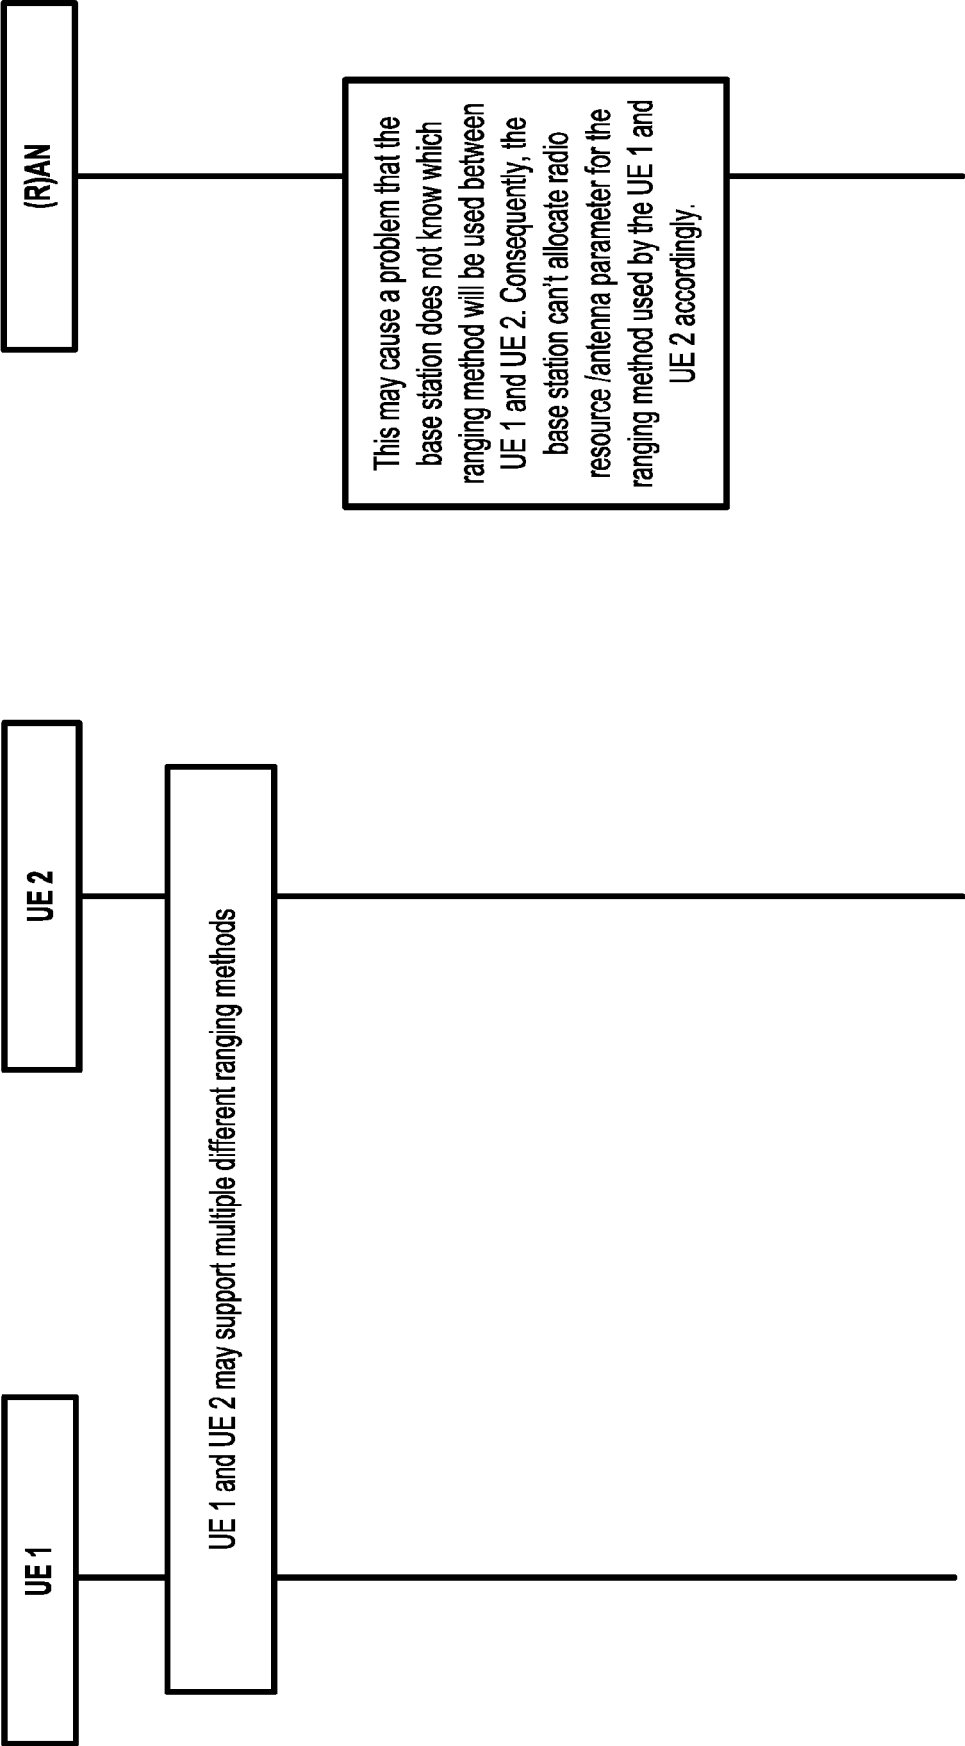 UE 1
UE 2
(R)AN
UE 1 and UE 2 may support multiple different ranging methods
This may cause a problem that the
base station does not know which
ranging method will be used between
UE 1 and UE 2. Consequently, the
base station can't allocate radio
resource /antenna parameter for the
ranging method used by the UE 1 and
UE 2 accordingly.